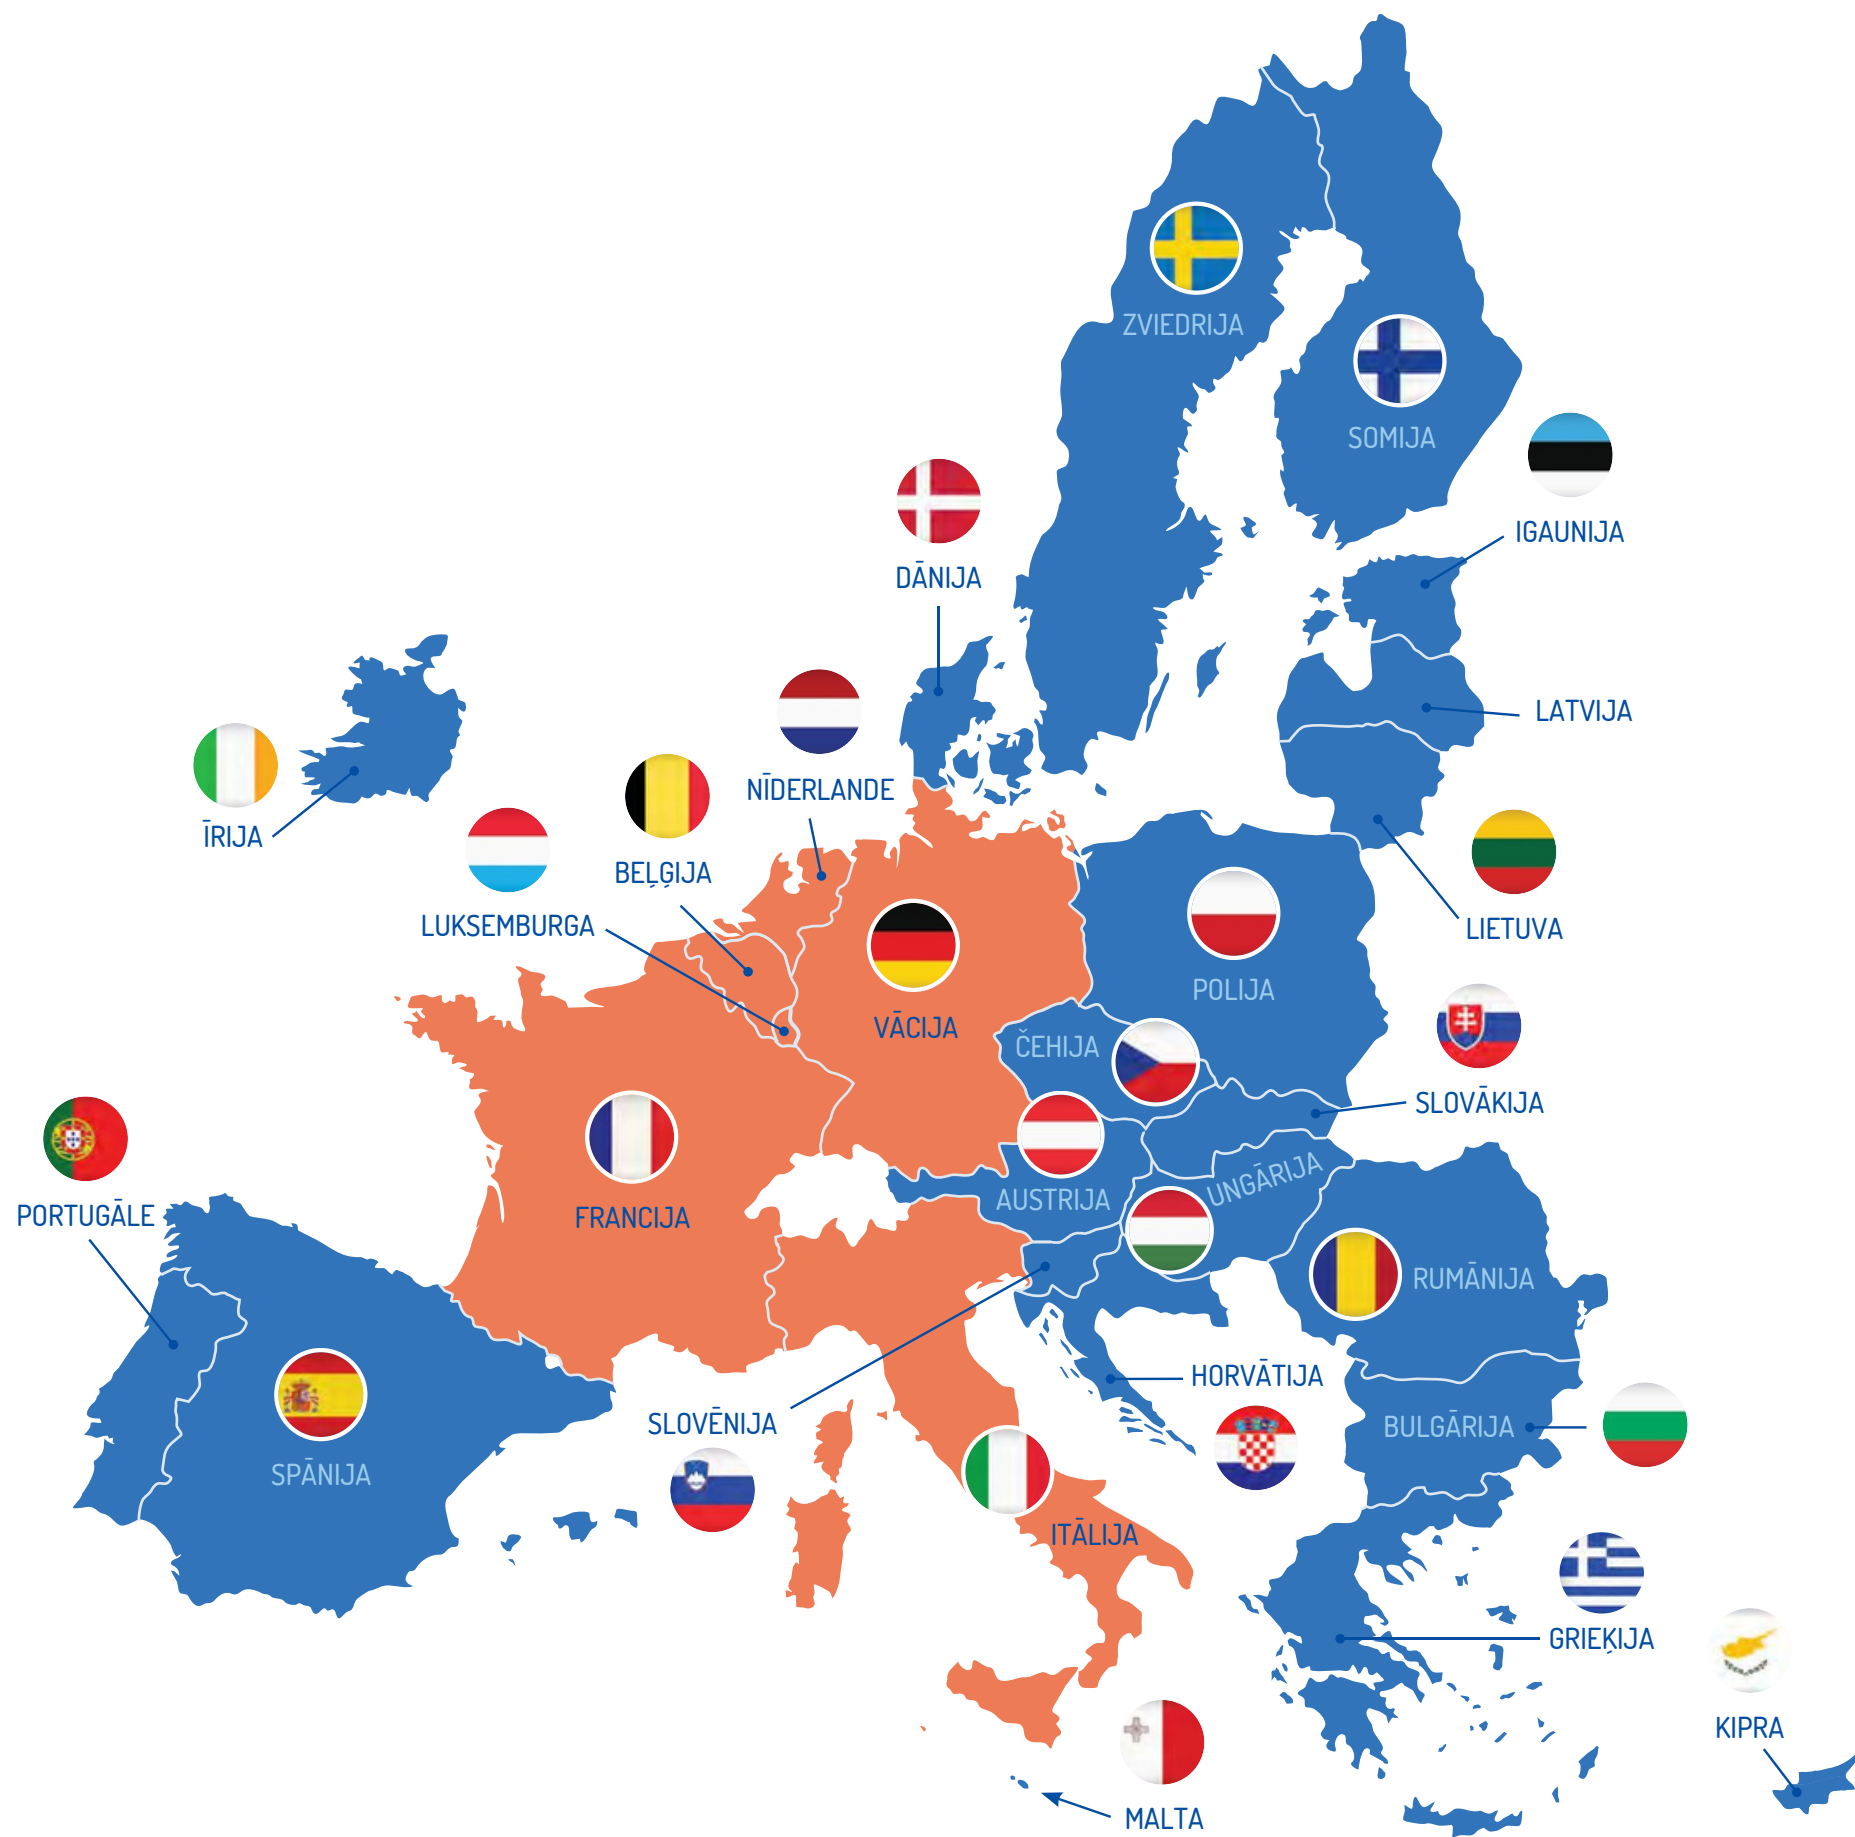 ZVIEDRIJA
SOMIJA
IGAUNIJA
DĀNIJA
LATVIJA
NĪDERLANDE
ĪRIJA
BEĻĢIJA
LUKSEMBURGA
LIETUVA
POLIJA
VĀCIJA
ČEHIJA
SLOVĀKIJA
UNGĀRIJA
AUSTRIJA
PORTUGĀLE
FRANCIJA
RUMĀNIJA
HORVĀTIJA
SLOVĒNIJA
BULGĀRIJA
SPĀNIJA
ITĀLIJA
GRIEĶIJA
KIPRA
MALTA